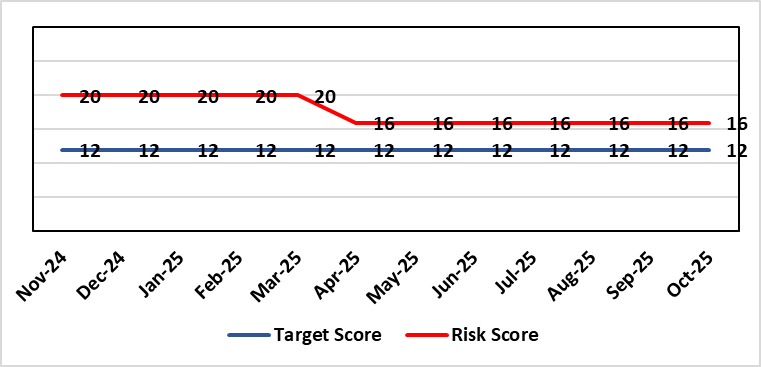 20 20 20 20 20
16 16 16 16 16 16 16
12 12 12 12 12 12 12 12 12 12 12 12
Nov-24 Dec-24 Jan-25 Feb-25 Mar-25 Apr-25 May-25 Jun-25 Jul-25 Aug-25 Sep-25 Oct-25
Target Score Risk Score